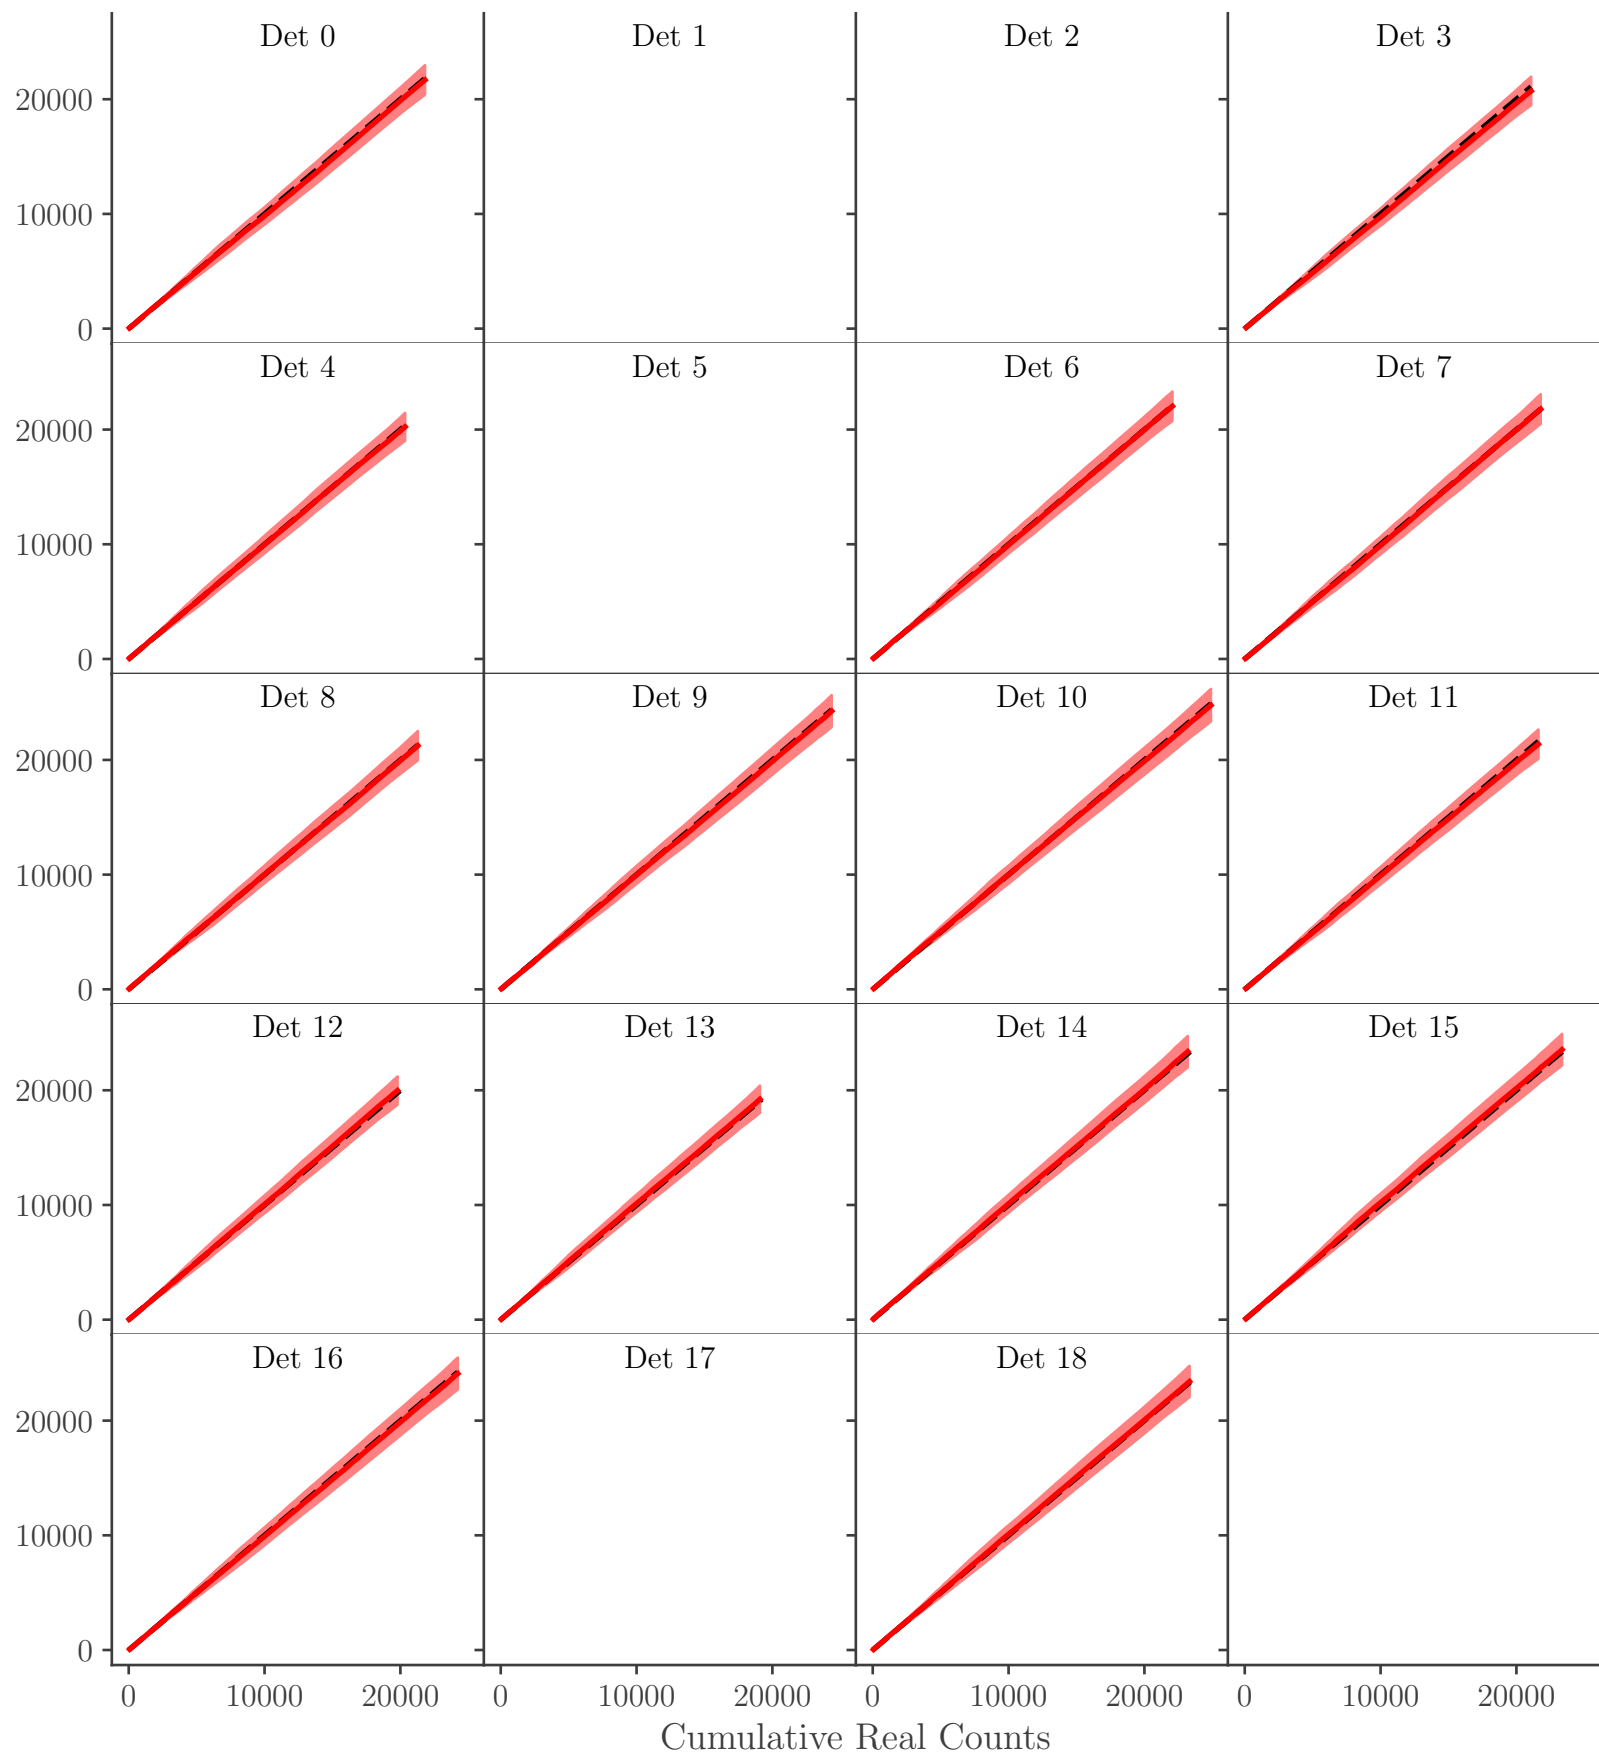 Det 0 Det 1 Det 2 Det 3
20000
10000
0
Det 4 Det 5 Det 6 Det 7
20000
10000
0
Det 8 Det 9 Det 10 Det 11
20000
10000
0
Det 12 Det 13 Det 14 Det 15
20000
10000
0
Det 16 Det 17 Det 18
20000
10000
0
0 10000 20000 0 10000 20000 0 10000 20000 0 10000 20000
Cumulative Real Counts